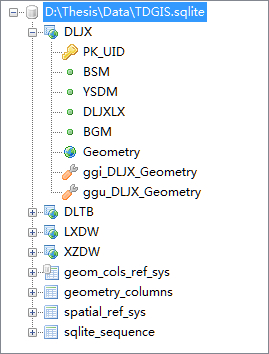 D:\Thesis\Data\TDGIS.sqlite
DLJX
PK_UID
BSM
YSDM
DLJXLX
BGM
Geometry
ggi_DLJX_Geometry
ggu_DLJX_Geometry
DLTB
LXDW
XZDW
geom_cols_ref_sys
geometry_columns
spatial_ref_sys
sqlite_sequence